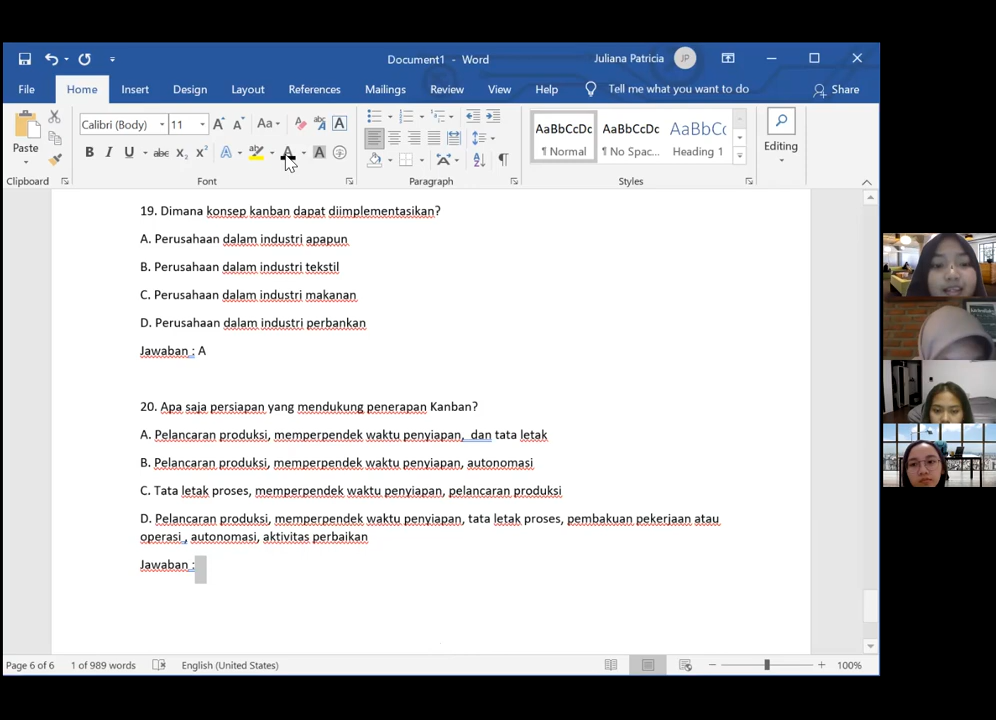 Document1 - Word
Juliana Patricia
JP
File
Home
Insert
Design
Layout
References
Mailings
Review
View
Help
Tell me what you want to do
Share
Paste
Clipboard
Calibri (Body)
11
Font
Paragraph
AaBbCcDc
AaBbCcDc
AaBbCc
¶ Normal
¶ No Spac...
Heading 1
Styles
Editing
19. Dimana konsep kanban dapat diimplementasikan?
A. Perusahaan dalam industri apapun
B. Perusahaan dalam industri tekstil
C. Perusahaan dalam industri makanan
D. Perusahaan dalam industri perbankan
Jawaban : A
20. Apa saja persiapan yang mendukung penerapan Kanban?
A. Pelancaran produksi, memperpendek waktu penyiapan, dan tata letak
B. Pelancaran produksi, memperpendek waktu penyiapan, autonomasi
C. Tata letak proses, memperpendek waktu penyiapan, pelancaran produksi
D. Pelancaran produksi, memperpendek waktu penyiapan, tata letak proses, pembakuan pekerjaan atau
operasi , autonomasi, aktivitas perbaikan
Jawaban :
Page 6 of 6
1 of 989 words
English (United States)
100%